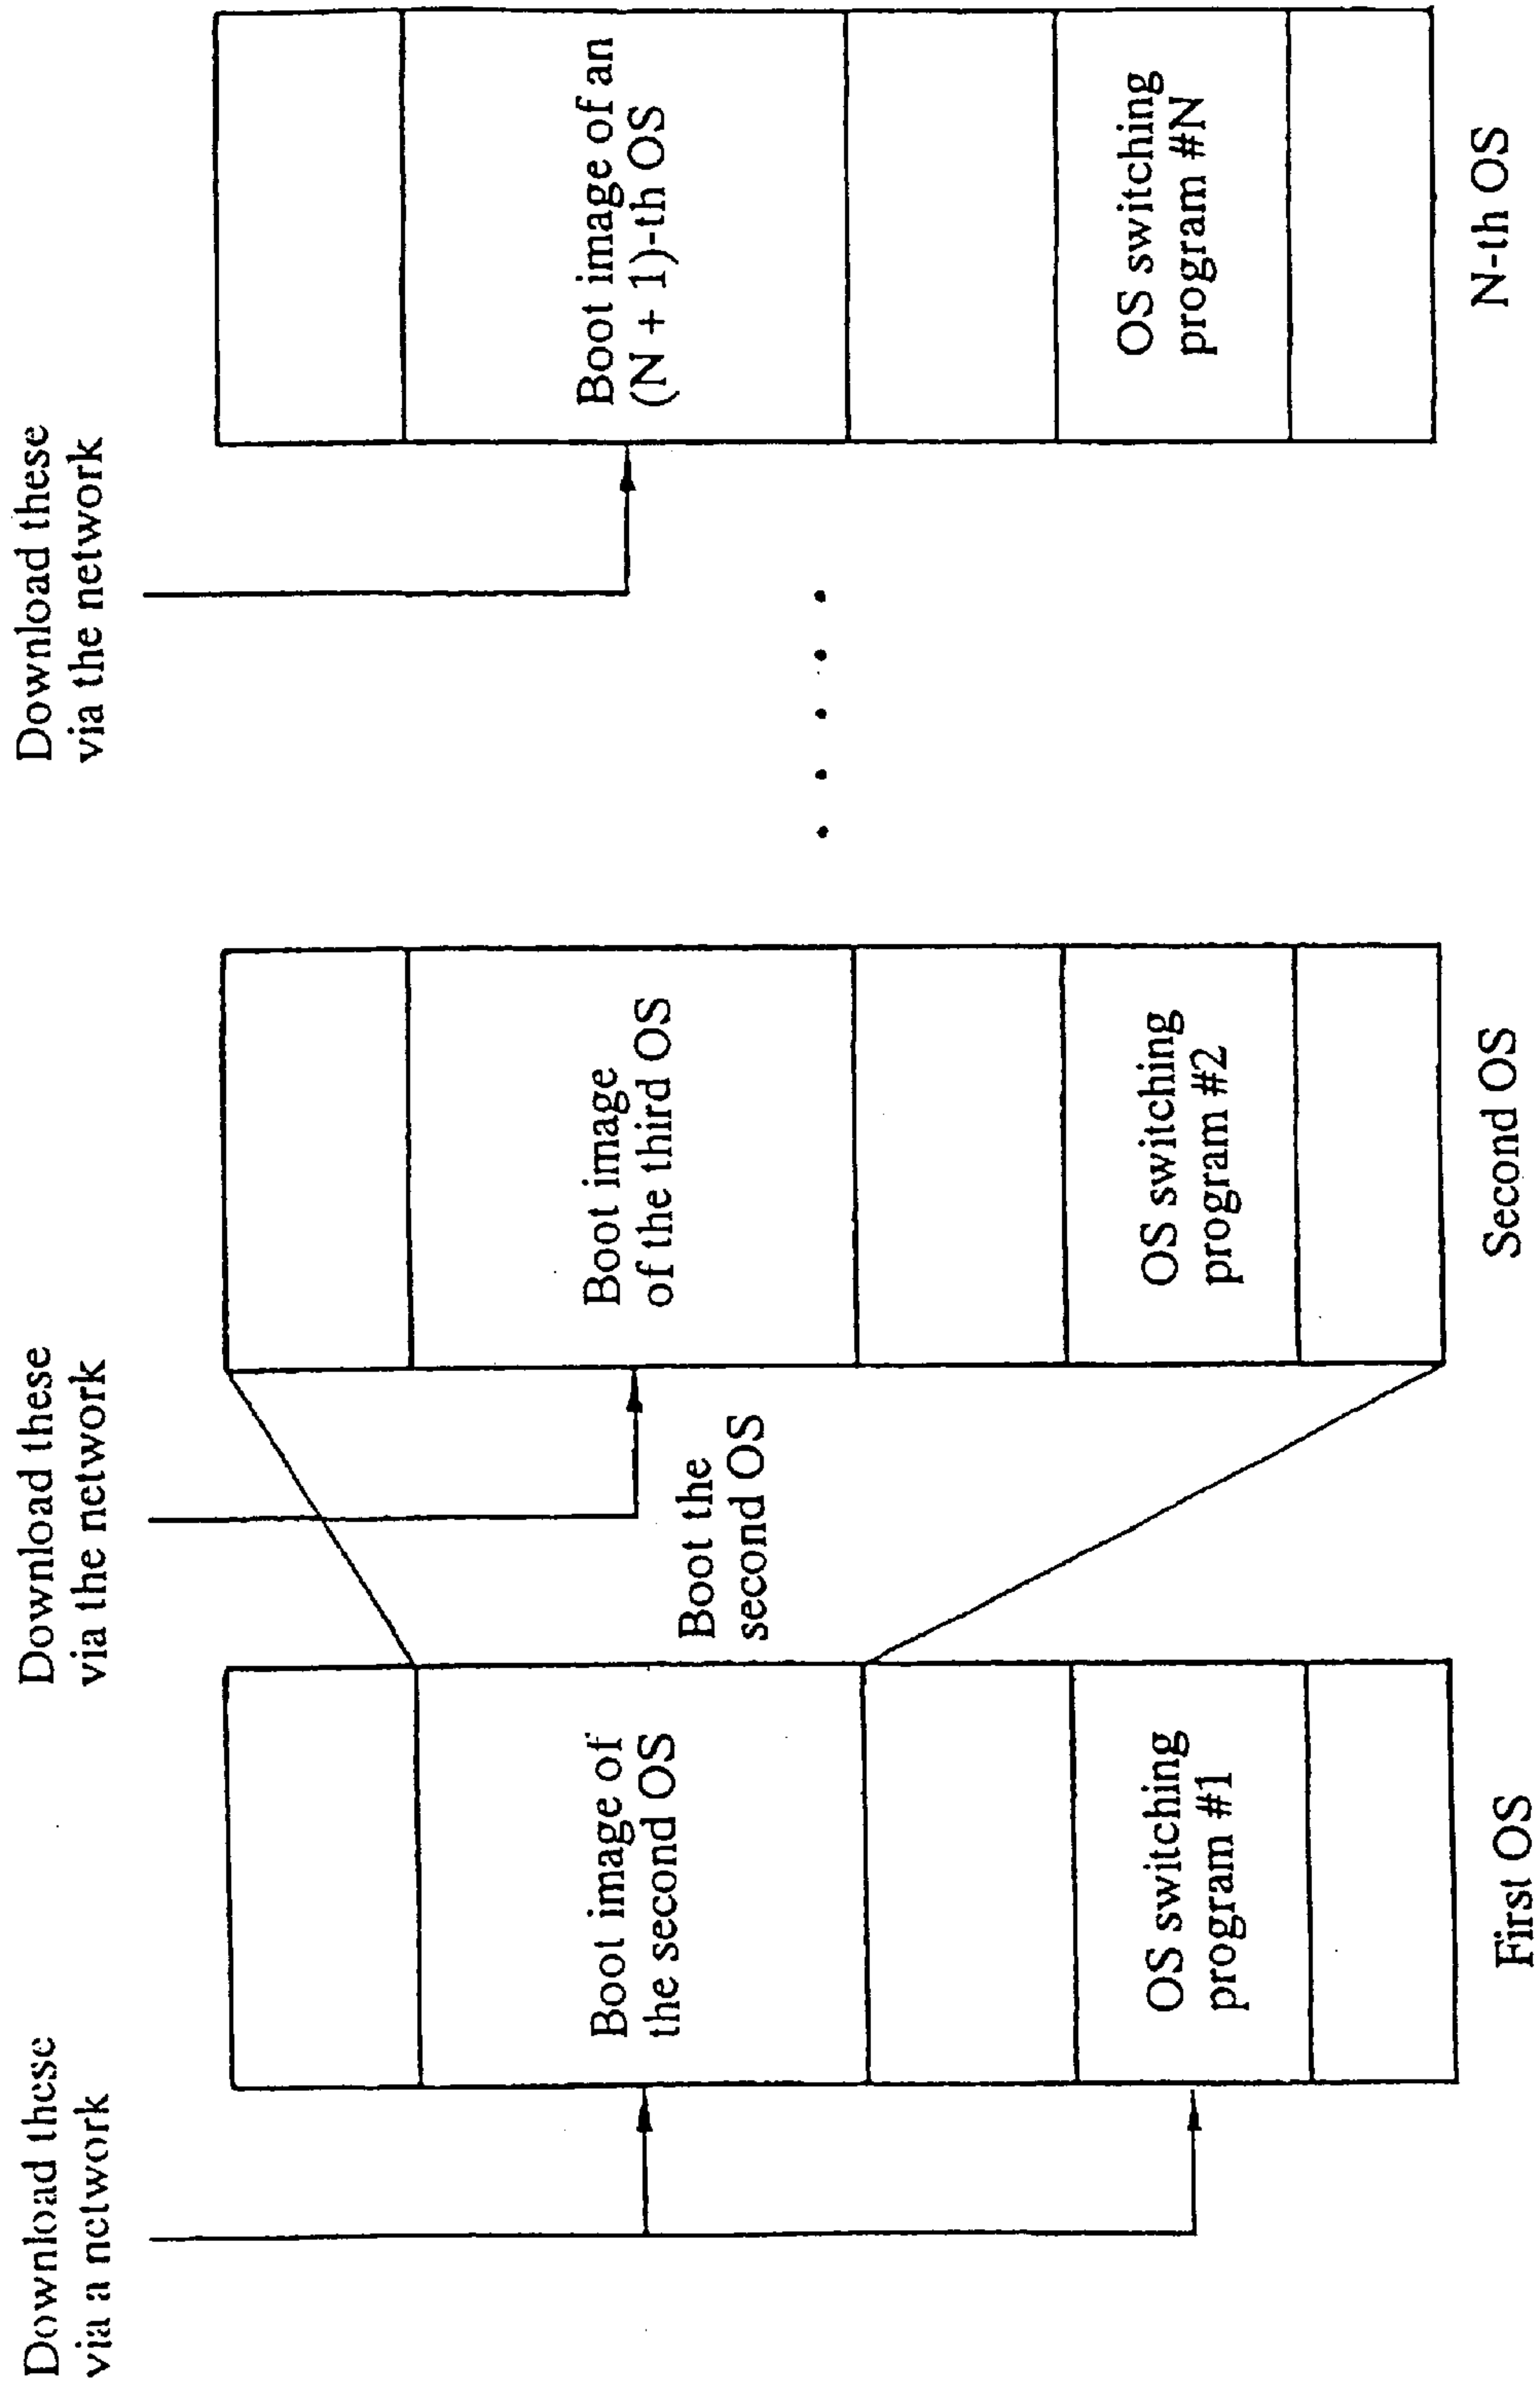 Download these
via a network
Boot image of
the second OS
OS switching
program #1
First OS
Download these
via the network
Boot the
second OS
Boot image
of the third OS
OS switching
program #2
Second OS
Download these
via the network
Boot image of an
(N + 1)-th OS
OS switching
program #N
N-th OS